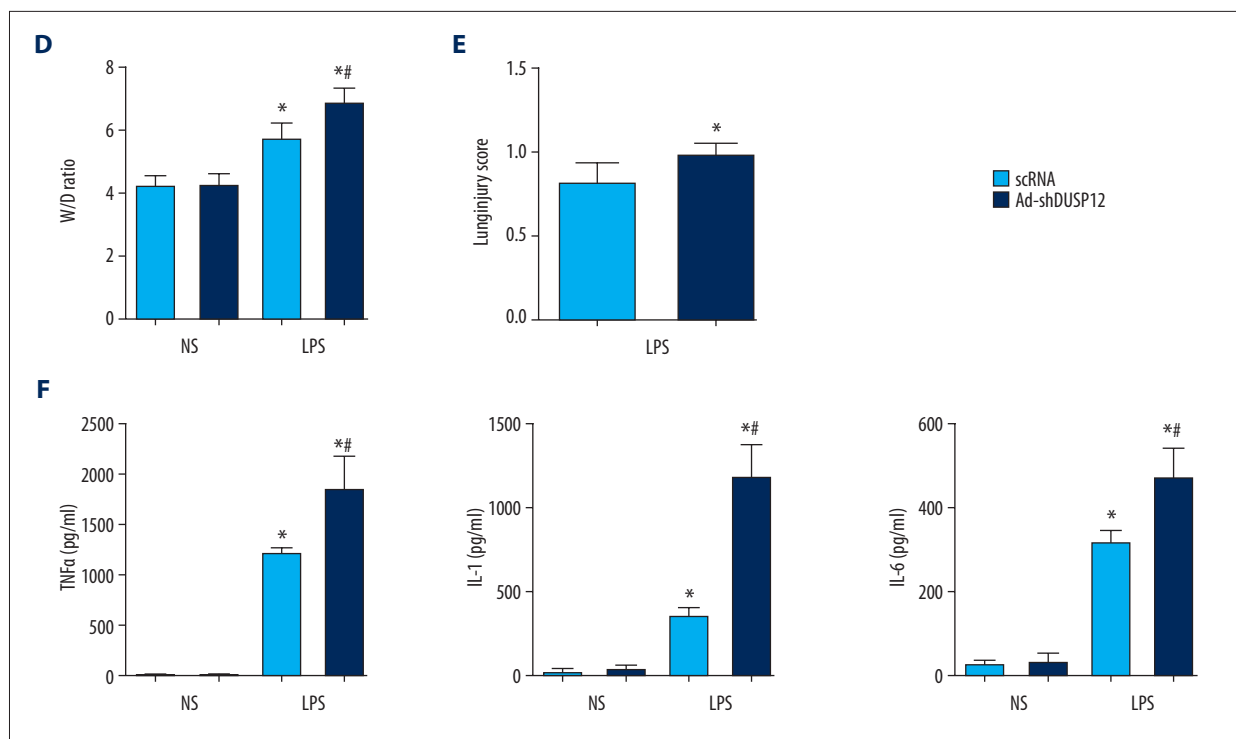 D
8
6
4
2
0
W/D ratio
*
*#
NS
LPS
E
1.5
1.0
0.5
0.0
Lunginjury score
*
LPS
scRNA
Ad-shDUSP12
F
2500
2000
1500
1000
500
0
TNFα (pg/ml)
*
*#
NS
LPS
1500
1000
500
0
IL-1 (pg/ml)
*
*#
NS
LPS
600
400
200
0
IL-6 (pg/ml)
*
*#
NS
LPS